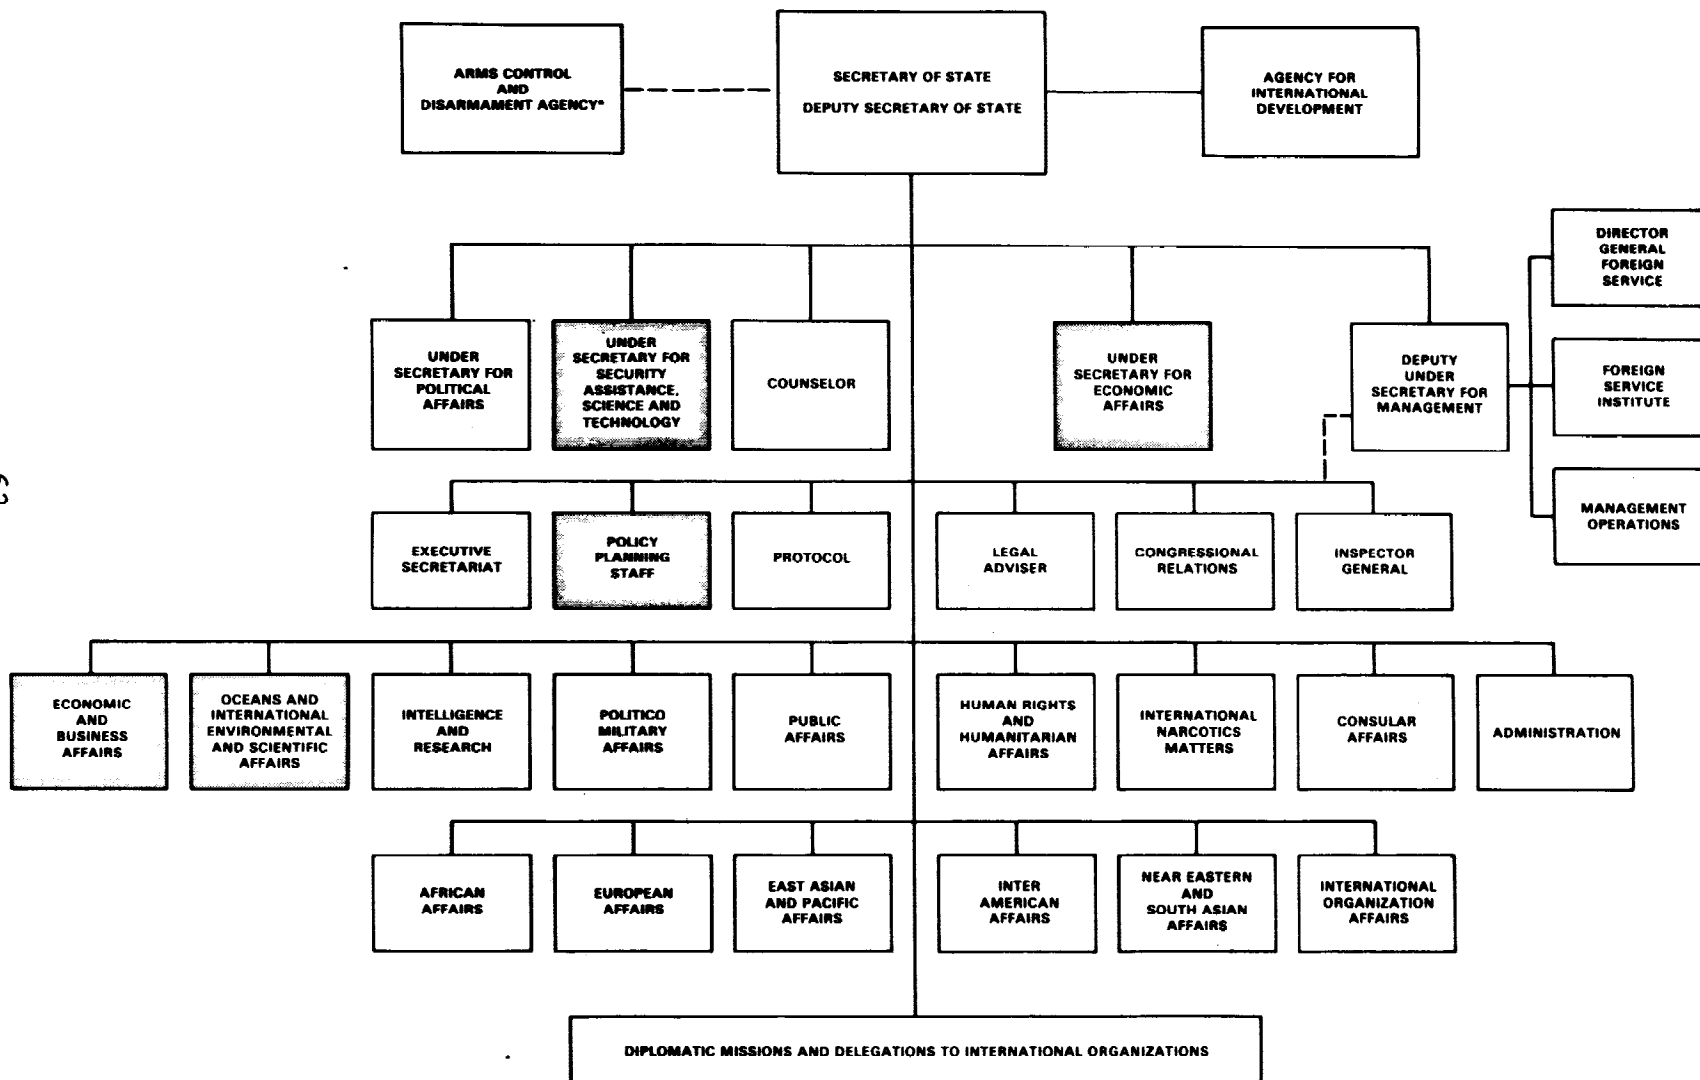 ARMS CONTROL
AND
DISARMAMENT AGENCY*
SECRETARY OF STATE
DEPUTY SECRETARY OF STATE
AGENCY FOR
INTERNATIONAL
DEVELOPMENT
DIRECTOR
GENERAL
FOREIGN
SERVICE
UNDER
SECRETARY FOR
POLITICAL
AFFAIRS
UNDER
SECRETARY FOR
SECURITY
ASSISTANCE,
SCIENCE AND
TECHNOLOGY
COUNSELOR
UNDER
SECRETARY FOR
ECONOMIC
AFFAIRS
DEPUTY
UNDER
SECRETARY FOR
MANAGEMENT
FOREIGN
SERVICE
INSTITUTE
MANAGEMENT
OPERATIONS
EXECUTIVE
SECRETARIAT
POLICY
PLANNING
STAFF
PROTOCOL
LEGAL
ADVISER
CONGRESSIONAL
RELATIONS
INSPECTOR
GENERAL
ECONOMIC
AND
BUSINESS
AFFAIRS
OCEANS AND
INTERNATIONAL
ENVIRONMENTAL
AND SCIENTIFIC
AFFAIRS
INTELLIGENCE
AND
RESEARCH
POLITICO
MILITARY
AFFAIRS
PUBLIC
AFFAIRS
HUMAN RIGHTS
AND
HUMANITARIAN
AFFAIRS
INTERNATIONAL
NARCOTICS
MATTERS
CONSULAR
AFFAIRS
ADMINISTRATION
AFRICAN
AFFAIRS
EUROPEAN
AFFAIRS
EAST ASIAN
AND PACIFIC
AFFAIRS
INTER
AMERICAN
AFFAIRS
NEAR EASTERN
AND
SOUTH ASIAN
AFFAIRS
INTERNATIONAL
ORGANIZATION
AFFAIRS
DIPLOMATIC MISSIONS AND DELEGATIONS TO INTERNATIONAL ORGANIZATIONS